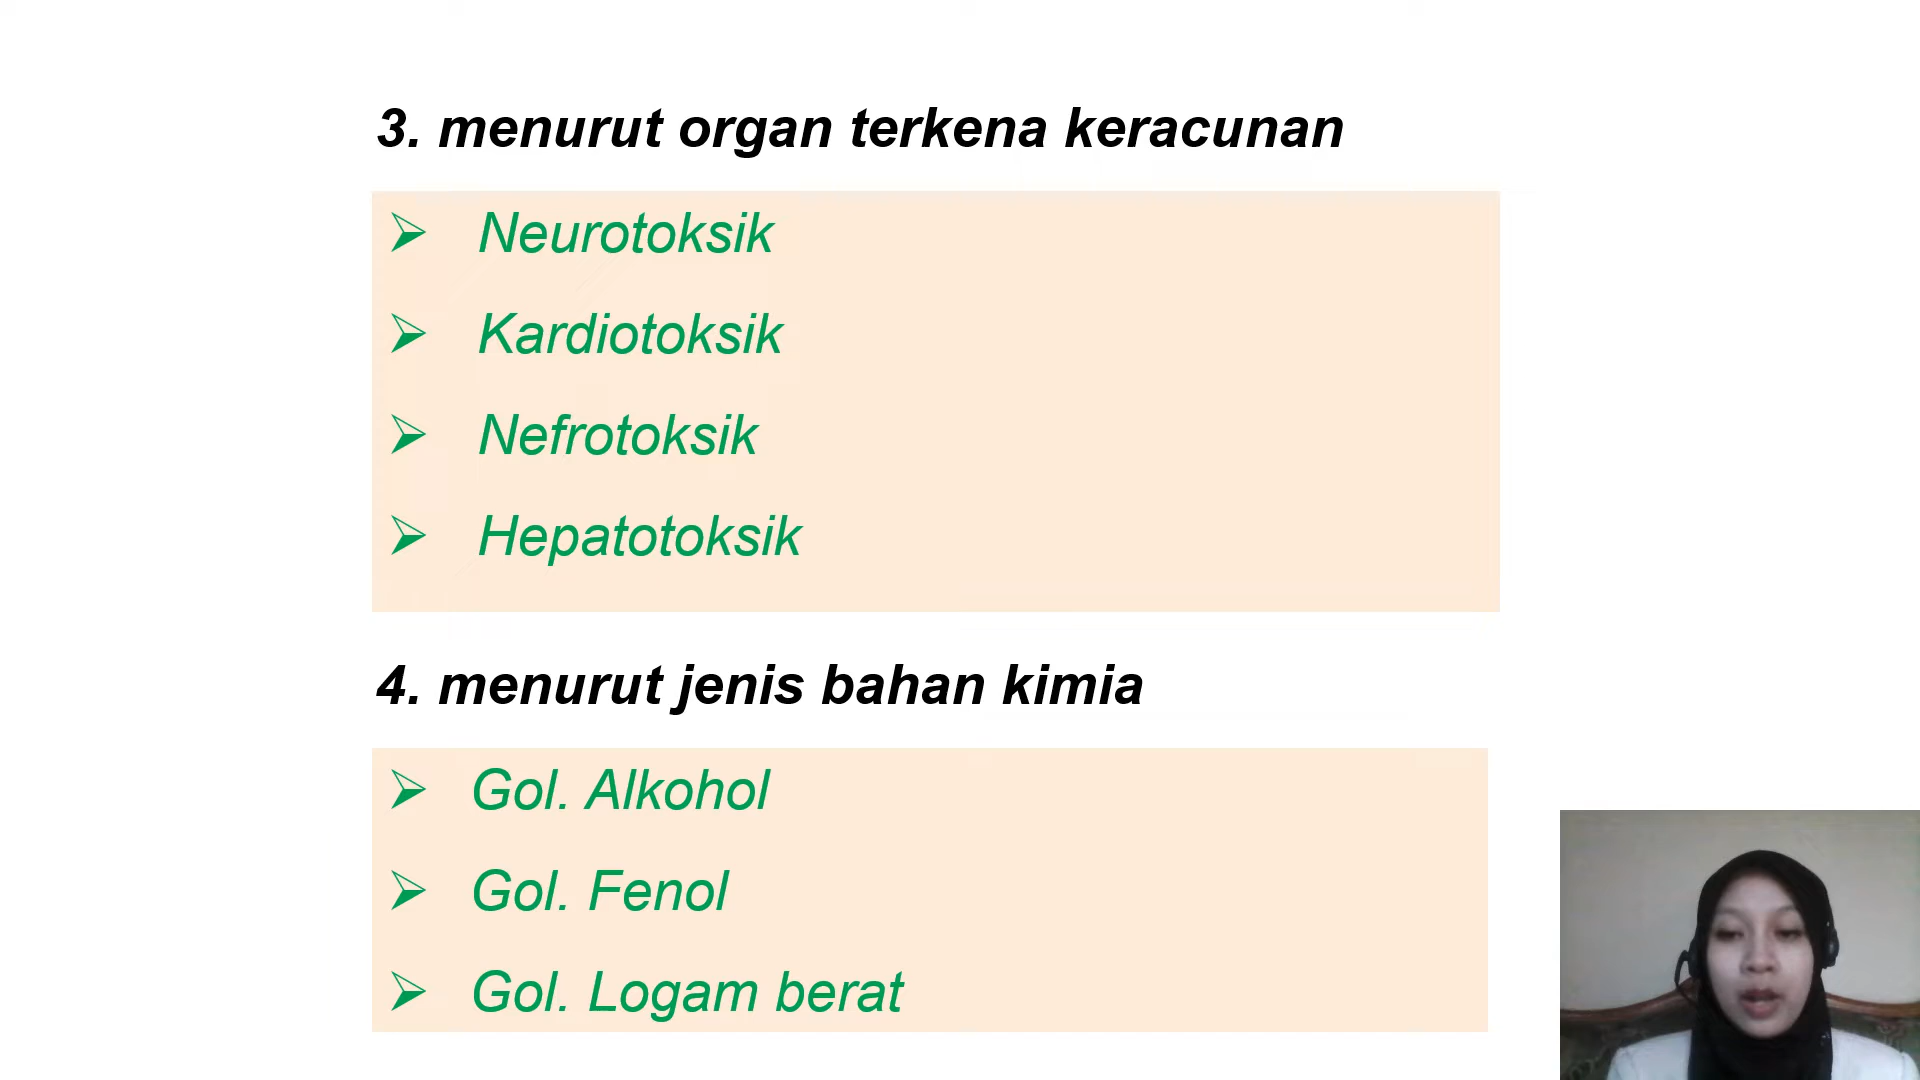 3. menurut organ terkena keracunan
Neurotoksik
Kardiotoksik
Nefrotoksik
Hepatotoksik
4. menurut jenis bahan kimia
Gol. Alkohol
Gol. Fenol
Gol. Logam berat